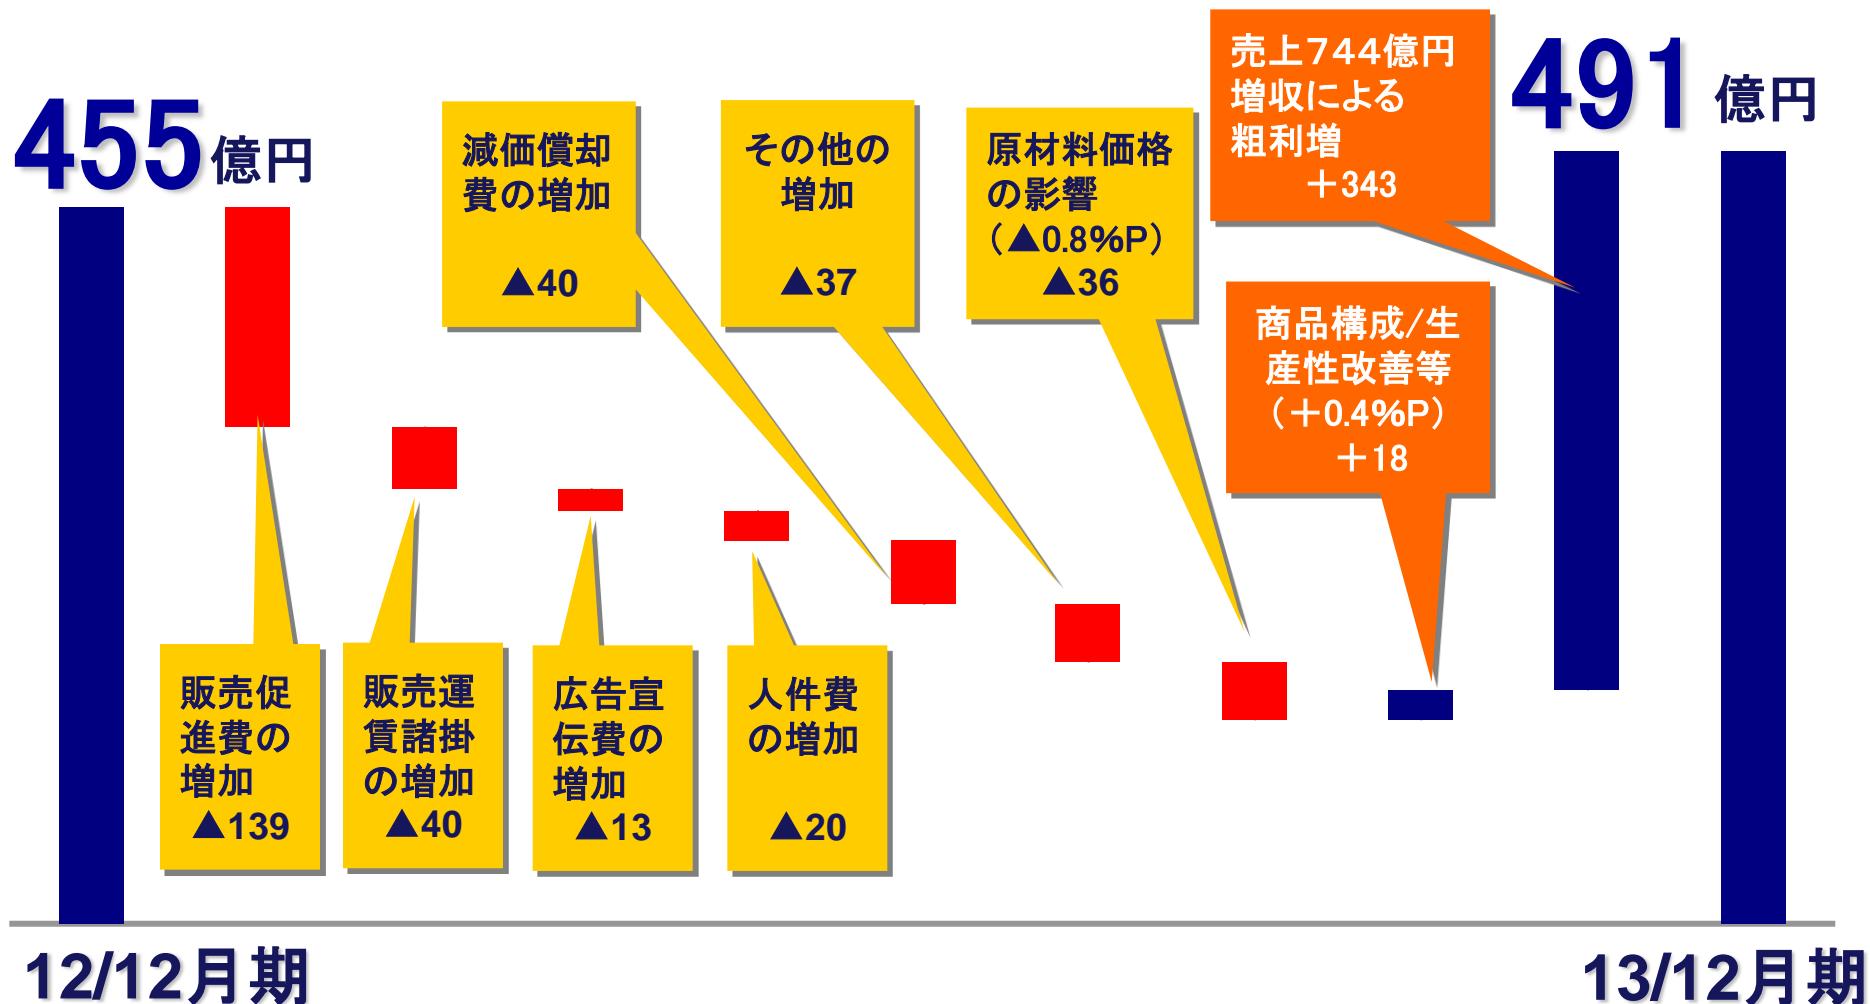 455億円
販売促
進費の
増加
▲139
販売運
賃諸掛
の増加
▲40
広告宣
伝費の
増加
▲13
人件費
の増加
▲20
減価償却
費の増加
▲40
その他の
増加
▲37
原材料価格
の影響
（▲0.8%P）
▲36
商品構成/生
産性改善等
（＋0.4%P）
＋18
売上744億円
増収による
粗利増
＋343
491億円
12/12月期
13/12月期